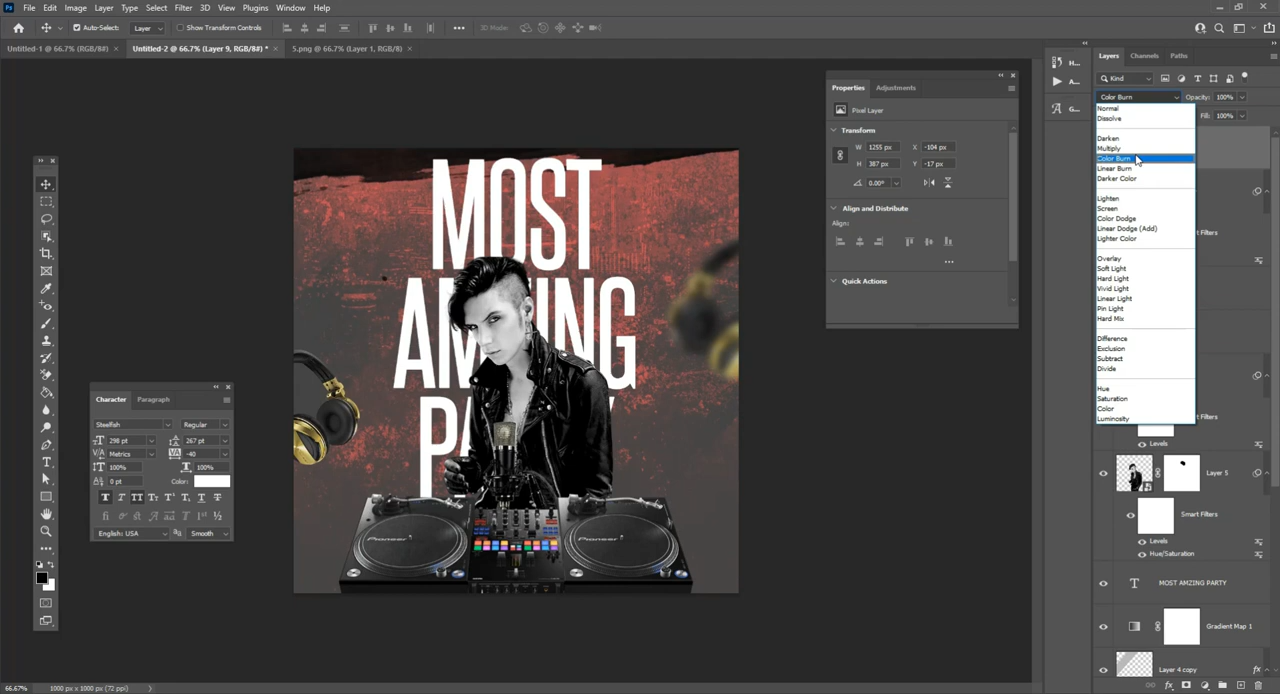 Ps File Edit Image Layer Type Select Filter 3D View Plugins Window Help
Auto-Select: Layer Show Transform Controls 3D Mode:
Untitled-1 @ 66.7% (RGB/8#) × Untitled-2 @ 66.7% (Layer 9, RGB/8#) * × 5.png @ 66.7% (Layer 1, RGB/8) ×
MOST
AM ING
P
Pioneer
Pioneer
Character Paragraph
Steelfish Regular
298 pt 267 pt
Metrics -40
100% 100%
0 pt Color:
English: USA Smooth
Properties Adjustments
Pixel Layer
Transform
W 1255 px X -104 px
H 387 px Y -17 px
0.00°
Align and Distribute
Align:
Quick Actions
H...
A...
G...
Layers Channels Paths
Kind
Color Burn Opacity: 100%
Fill: 100%
Normal
Dissolve
Darken
Multiply
Color Burn
Linear Burn
Darker Color
Lighten
Screen
Color Dodge
Linear Dodge (Add)
Lighter Color
Overlay
Soft Light
Hard Light
Vivid Light
Linear Light
Pin Light
Hard Mix
Difference
Exclusion
Subtract
Divide
Hue
Saturation
Color
Luminosity
rt Filters
rt Filters
Levels
Layer 5
Smart Filters
Levels
Hue/Saturation
MOST AMZING PARTY
Gradient Map 1
Layer 4 copy fx
66.67% 1000 px x 1000 px (72 ppi)